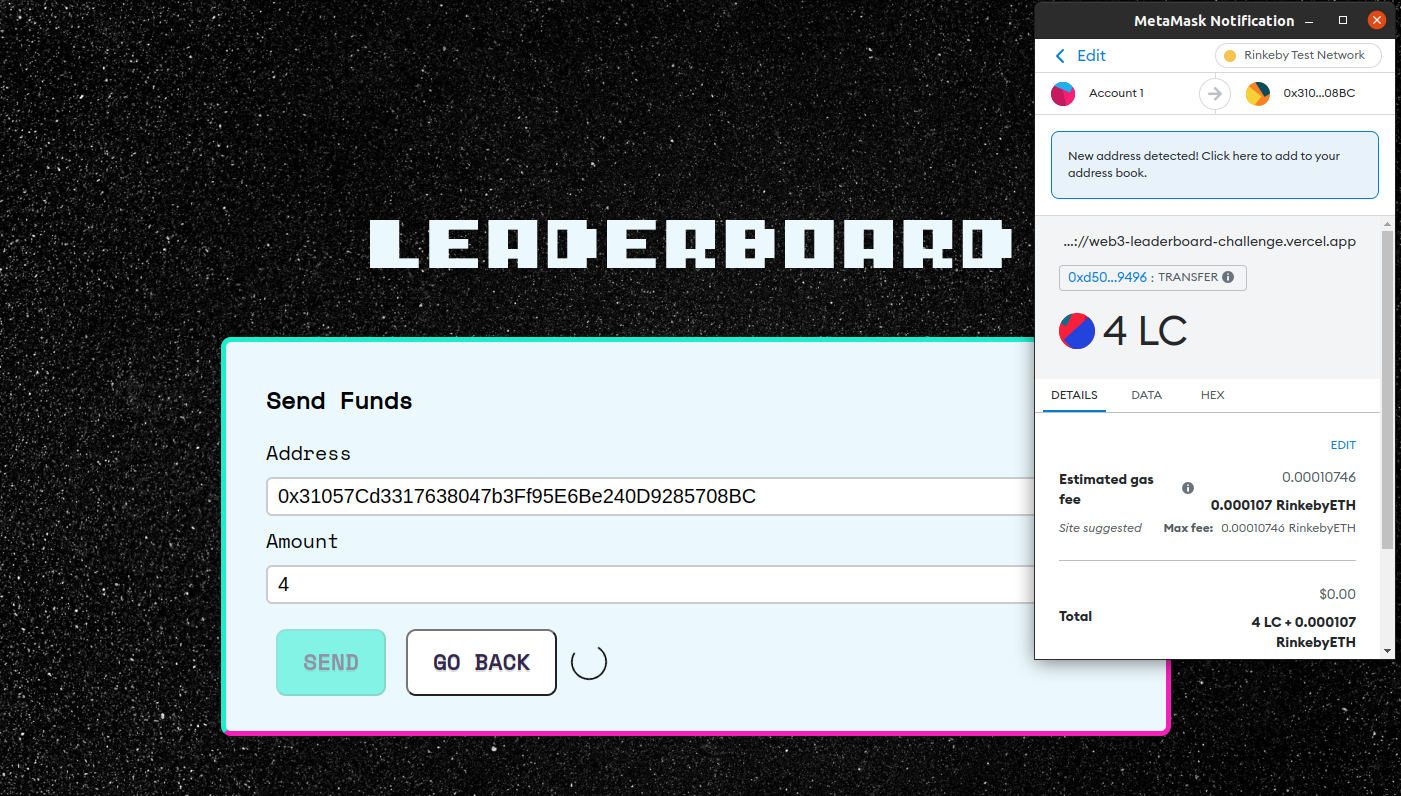 MetaMask Notification
Edit
Rinkeby Test Network
Account 1
0x310...08BC
New address detected! Click here to add to your
address book.
...://web3-leaderboard-challenge.vercel.app
0xd50...9496 : TRANSFER
4 LC
DETAILS DATA HEX
EDIT
Estimated gas
fee
0.00010746
0.000107 RinkebyETH
Site suggested Max fee: 0.00010746 RinkebyETH
$0.00
Total
4 LC + 0.000107
RinkebyETH
LEADERBOARD
Send Funds
Address
0x31057Cd3317638047b3Ff95E6Be240D9285708BC
Amount
4
SEND GO BACK